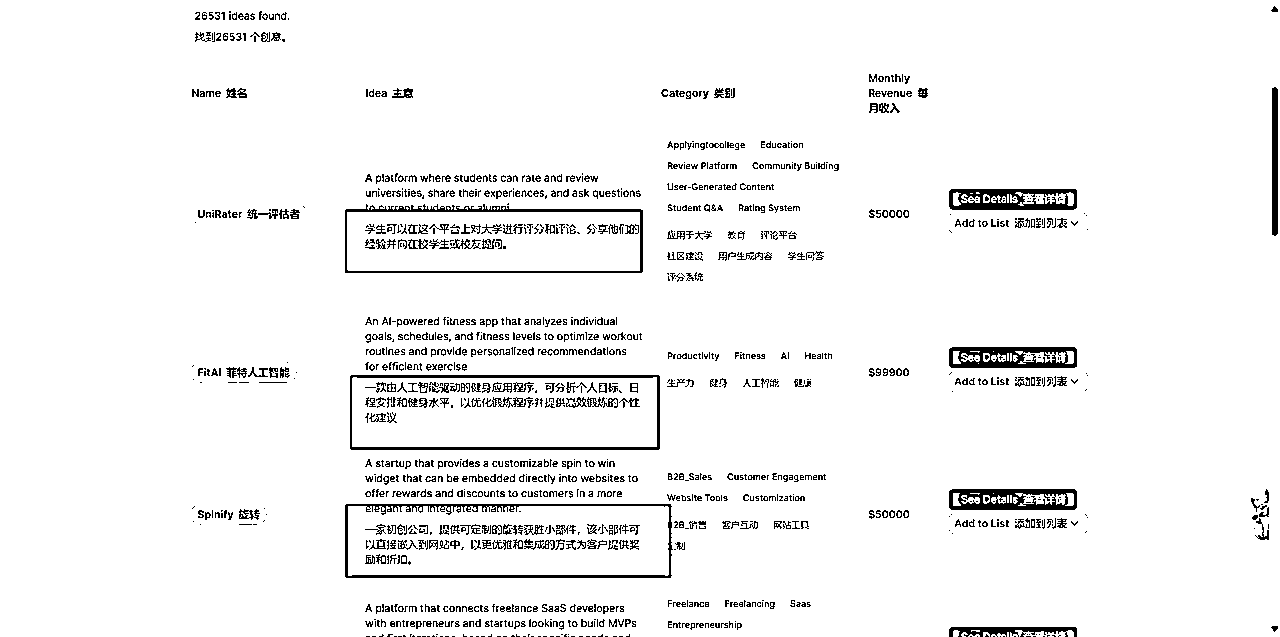 26531 ideas found.
找到26531 个创意。
Name 姓名
Idea 主意
Category 类别
Monthly
Revenue 每
月收入
UniRater 统一评估者
A platform where students can rate and review
universities, share their experiences, and ask questions
to current students or alumni.
学生可以在这个平台上对大学进行评分和评论、分享他们的
经验并向在校学生或校友提问。
Applyingtocollege Education
Review Platform Community Building
User-Generated Content
Student Q&A Rating System
应用于大学 教育 评论平台
社区建设 用户生成内容 学生问答
评分系统
$50000
See Details 查看详情
Add to List 添加到列表
FitAI 菲特人工智能
An AI-powered fitness app that analyzes individual
goals, schedules, and fitness levels to optimize workout
routines and provide personalized recommendations
for efficient exercise
一款由人工智能驱动的健身应用程序，可分析个人目标、日
程安排和健身水平，以优化锻炼程序并提供高效锻炼的个性
化建议
Productivity Fitness AI Health
生产力 健身 人工智能 健康
$99900
See Details 查看详情
Add to List 添加到列表
Spinify 旋转
A startup that provides a customizable spin to win
widget that can be embedded directly into websites to
offer rewards and discounts to customers in a more
elegant and integrated manner.
一家初创公司，提供可定制的旋转获胜小部件，该小部件可
以直接嵌入到网站中，以更优雅和集成的方式为客户提供奖
励和折扣。
B2B_Sales Customer Engagement
Website Tools Customization
B2B_销售 客户互动 网站工具
定制
$50000
See Details 查看详情
Add to List 添加到列表
A platform that connects freelance SaaS developers
with entrepreneurs and startups looking to build MVPs
Freelance Freelancing Saas
Entrepreneurship
See Details 查看详情